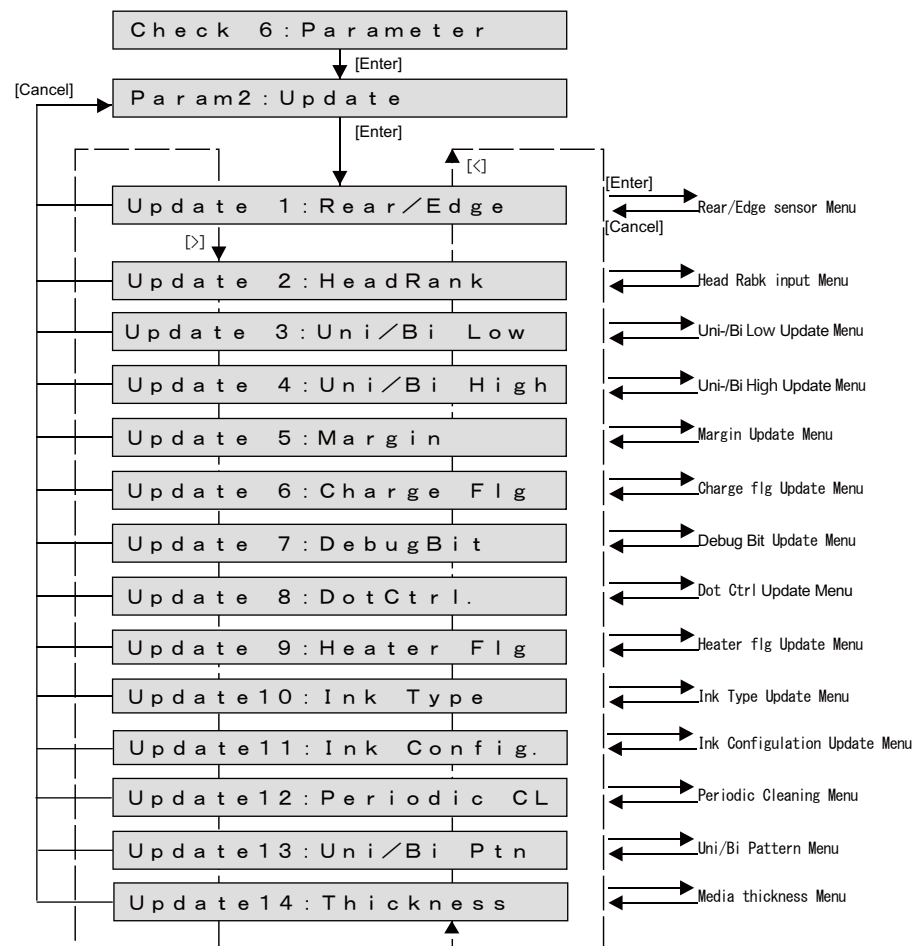 Check 6:Parameter
[Enter]
[Cancel]
Param2:Update
[Enter]
[<]
[Enter]
Update 1:Rear/Edge
Rear/Edge sensor Menu
[Cancel]
[>]
Update 2:HeadRank
Head Rabk input Menu
Update 3:Uni/Bi Low
Uni-/Bi Low Update Menu
Update 4:Uni/Bi High
Uni-/Bi High Update Menu
Update 5:Margin
Margin Update Menu
Update 6:Charge Flg
Charge flg Update Menu
Update 7:DebugBit
Debug Bit Update Menu
Update 8:DotCtrl.
Dot Ctrl Update Menu
Update 9:Heater Flg
Heater flg Update Menu
Update10:Ink Type
Ink Type Update Menu
Update11:Ink Config.
Ink Configulation Update Menu
Update12:Periodic CL
Periodic Cleaning Menu
Update13:Uni/Bi Ptn
Uni/Bi Pattern Menu
Update14:Thickness
Media thickness Menu